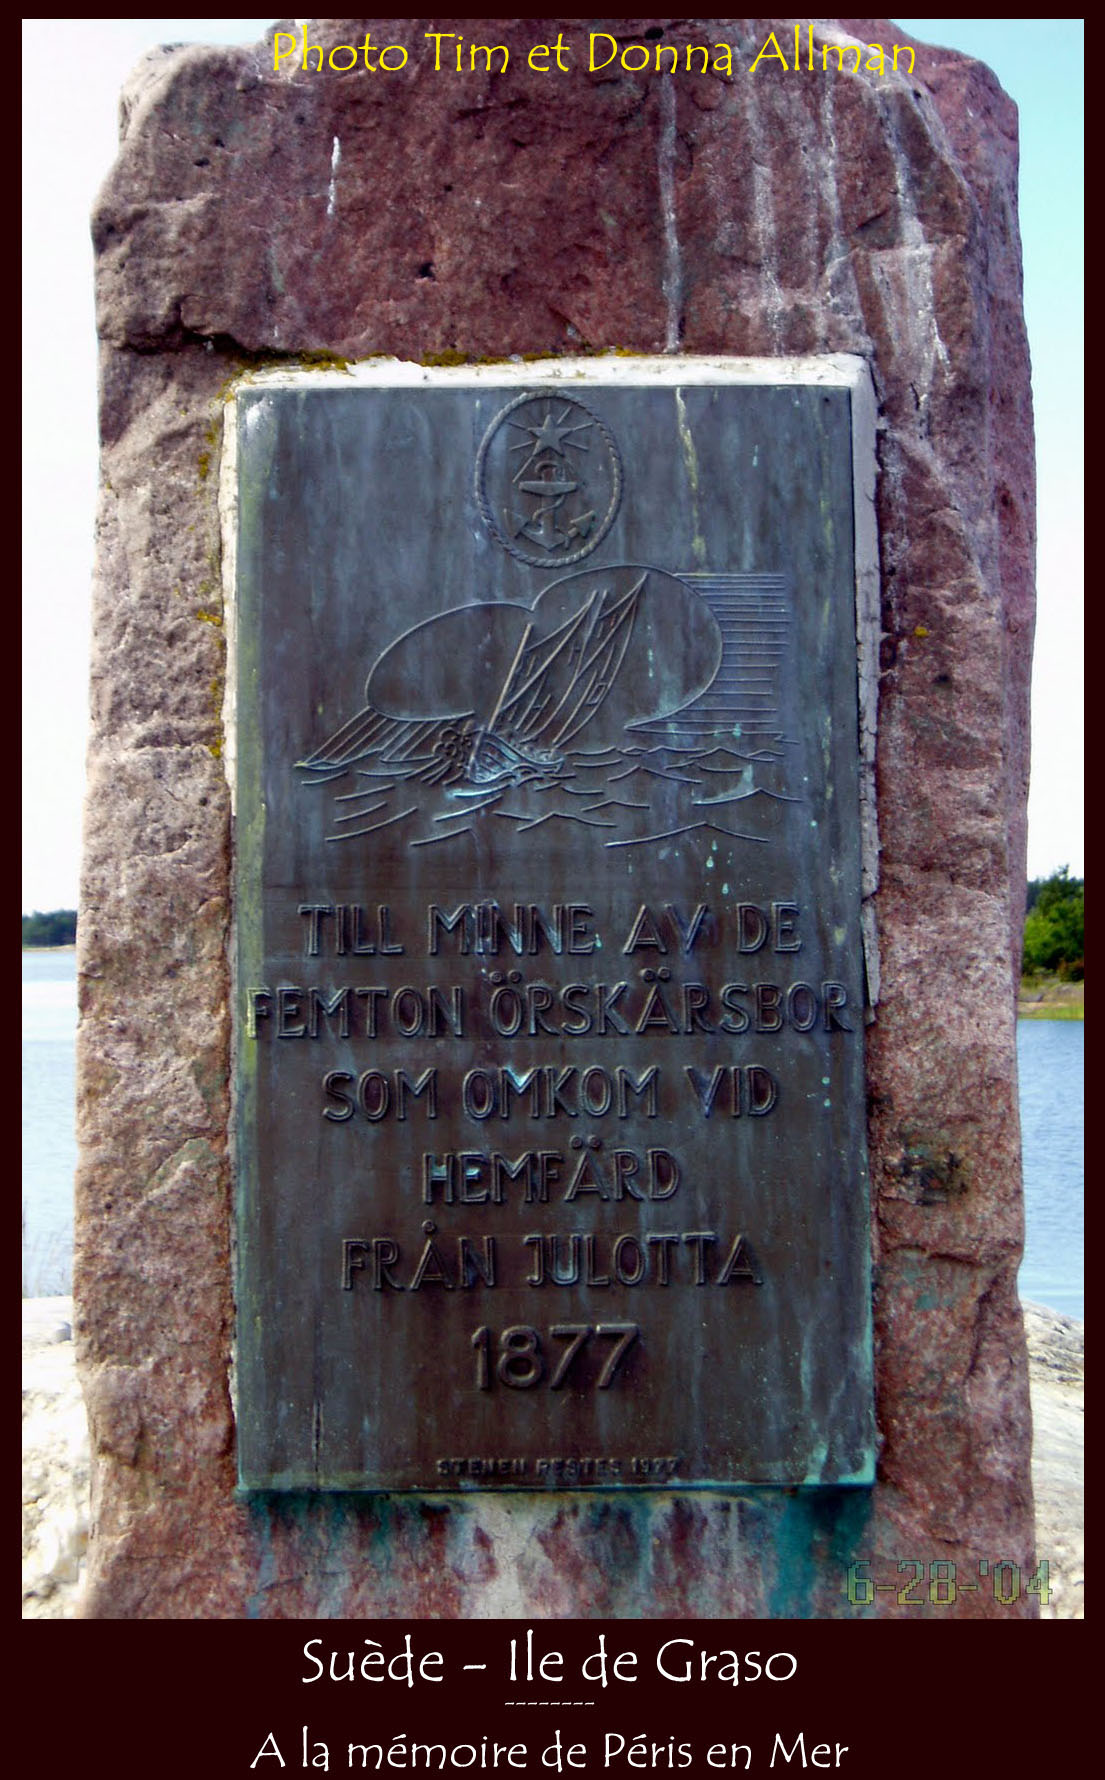 Photo Tim et Donna Allman
TILL MINNE AV DE
FEMTON ÖRSKÄRSBOR
SOM OMKOM VID
HEMFÄRD
FRÅN JULOTTA
1877
STENEN RESTES 1977
6-28-'04
Suède - Ile de Graso
--------
A la mémoire de Péris en Mer